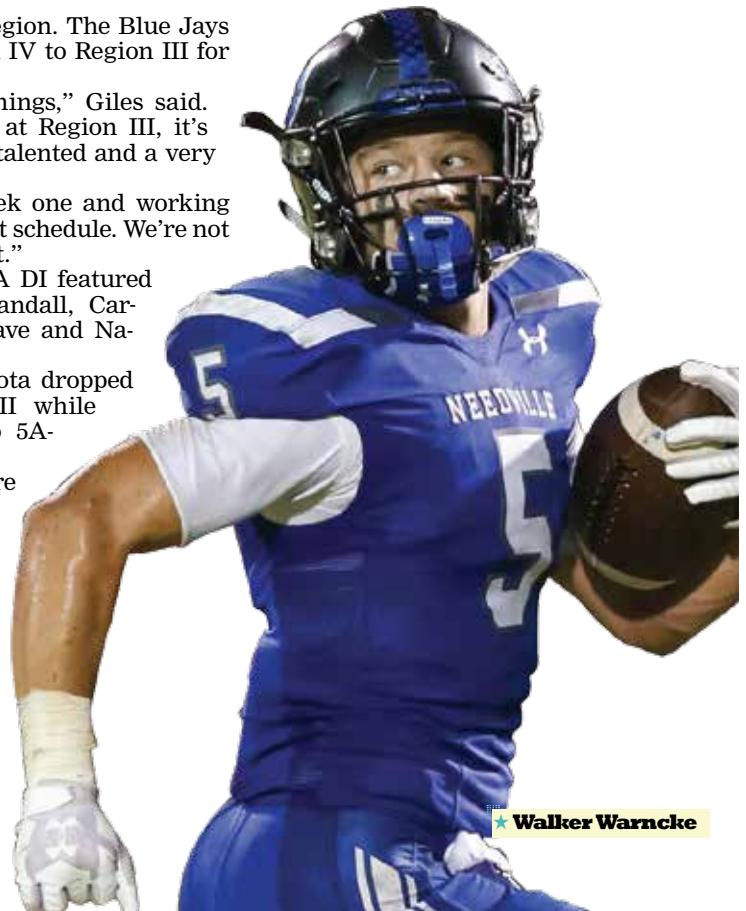 egion. The Blue Jays
IV to Region III for
nings,” Giles said.
at Region III, it’s
talented and a very
ek one and working
t schedule. We’re not
t.”
A DI featured
andall, Car-
ave and Na-
ota dropped
II while
5A-
re
5
NEEDVILLE
5
★ Walker Warncke